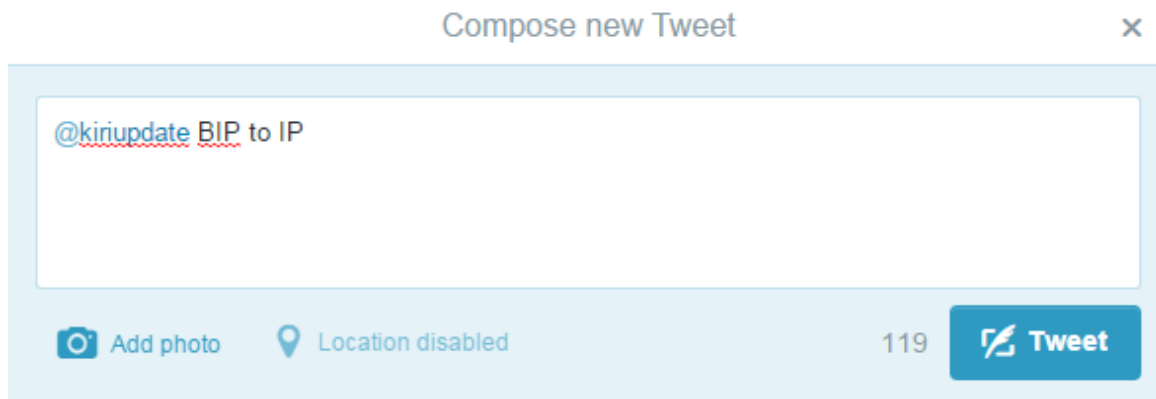 Compose new Tweet ×
@kiriupdate BIP to IP
Add photo Location disabled 119 Tweet